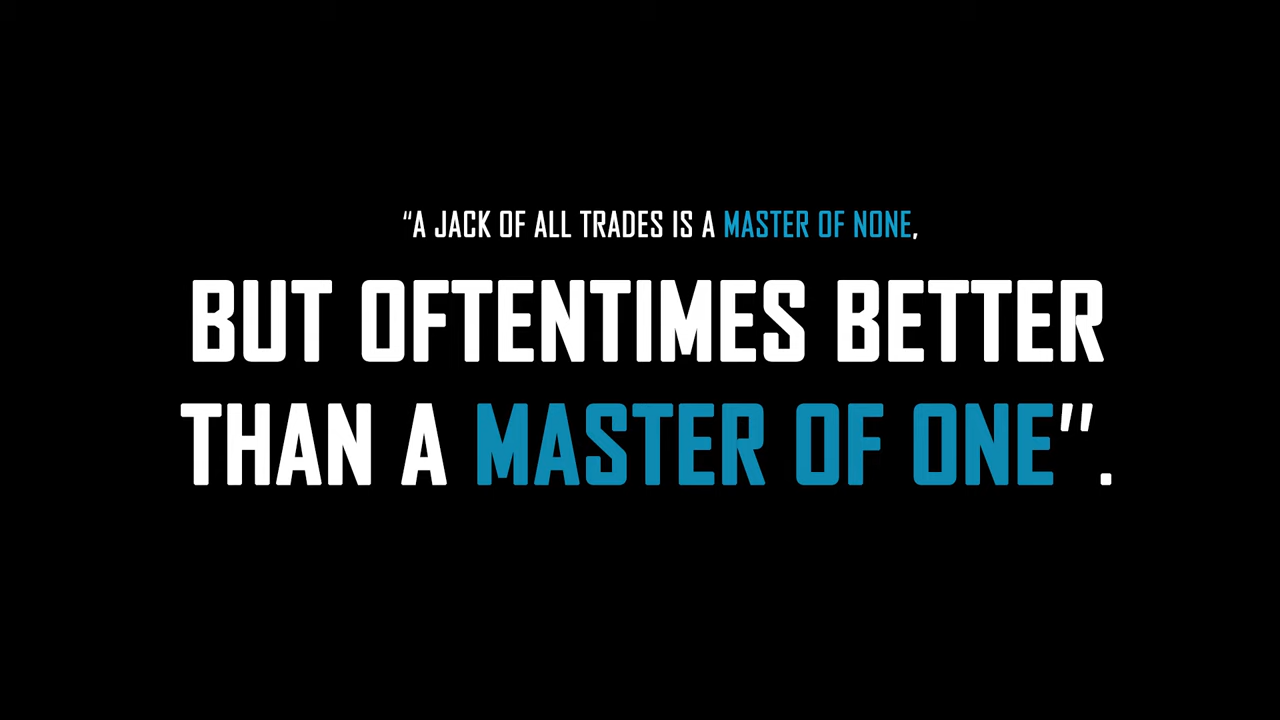 “A JACK OF ALL TRADES IS A MASTER OF NONE,
BUT OFTENTIMES BETTER
THAN A MASTER OF ONE”.